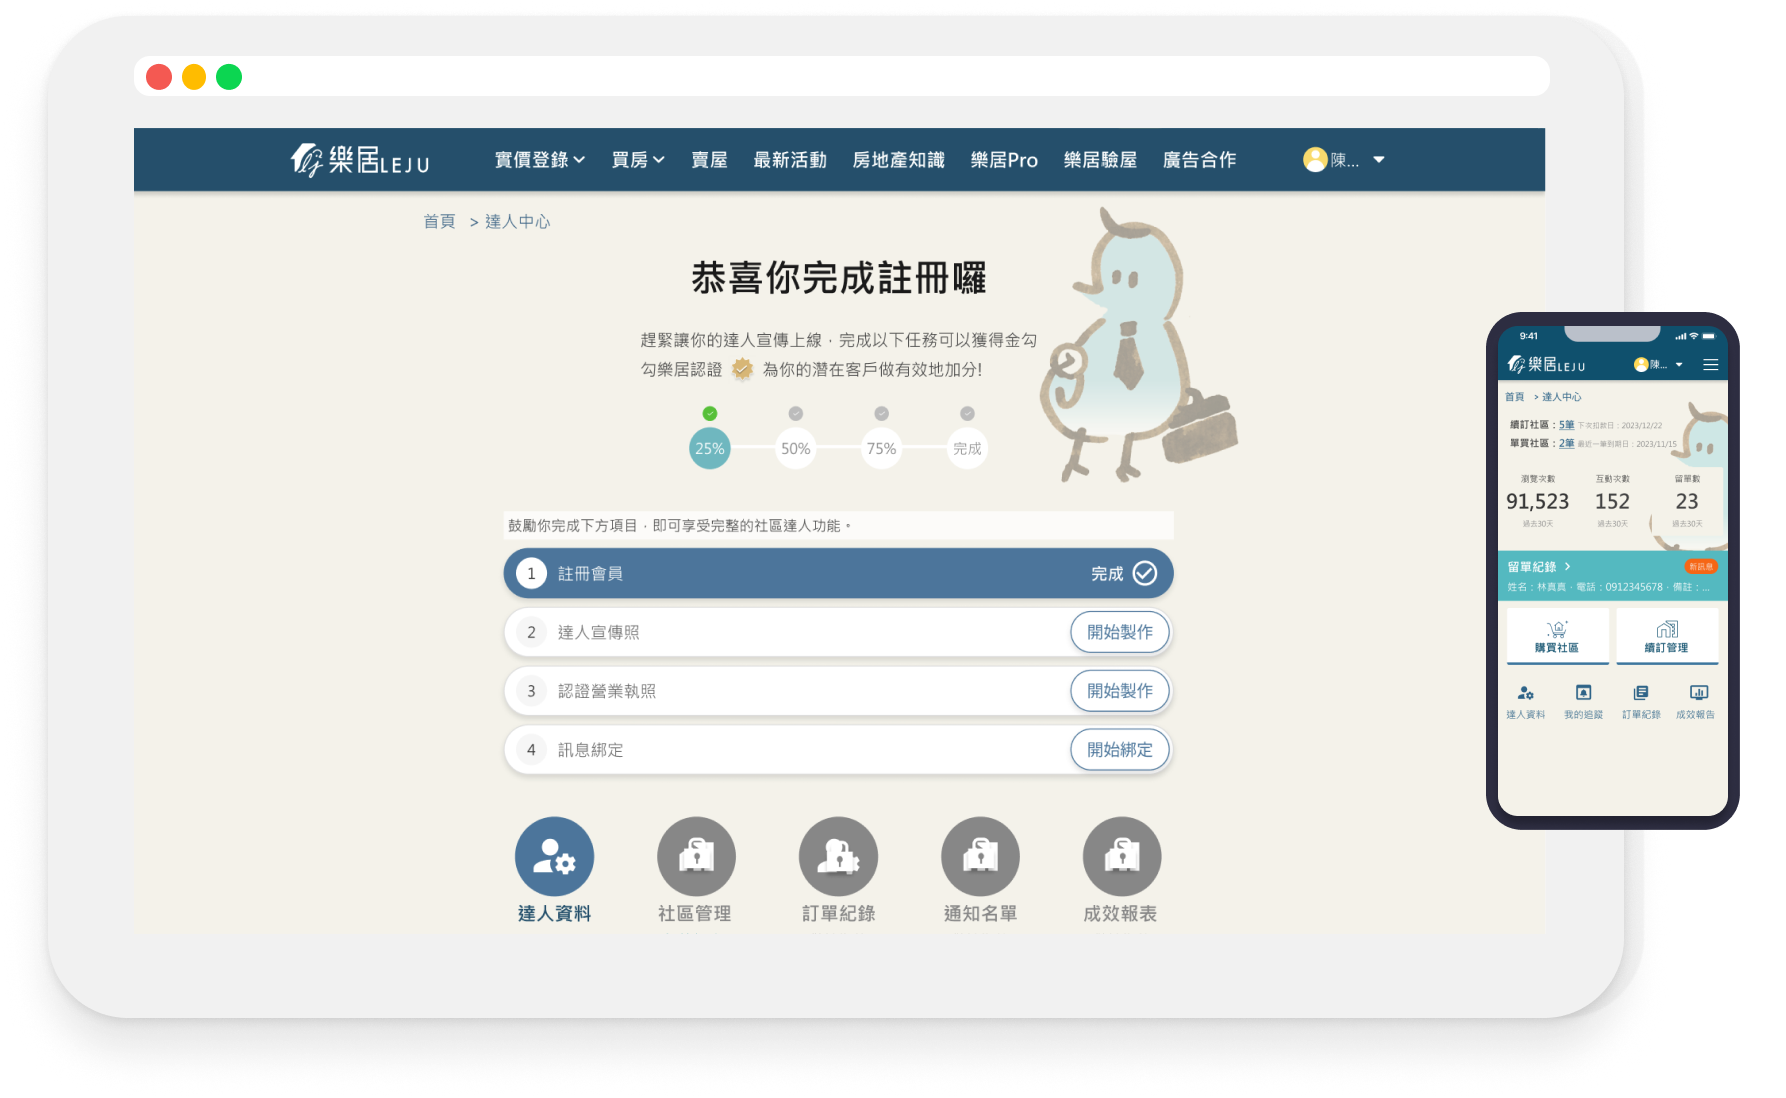 樂居LEJU 實價登錄 買房 賣屋 最新活動 房地產知識 樂居Pro 樂居驗屋 廣告合作 陳...
首頁 > 達人中心
恭喜你完成註冊囉
趕緊讓你的達人宣傳上線，完成以下任務可以獲得金勾
勾樂居認證 為你的潛在客戶做有效地加分!
25% 50% 75% 完成
鼓勵你完成下方項目，即可享受完整的社區達人功能。
1 註冊會員 完成
2 達人宣傳照 開始製作
3 認證營業執照 開始製作
4 訊息綁定 開始綁定
達人資料 社區管理 訂單紀錄 通知名單 成效報表
9:41
樂居LEJU 陳...
首頁 > 達人中心
續訂社區：5筆 下次扣款日：2023/12/22
單買社區：2筆 最近一筆到期日：2023/11/15
瀏覽次數 互動次數 留單數
91,523 152 23
過去30天 過去30天 過去30天
留單紀錄 > 新訊息
姓名：林真真，電話：0912345678，備註：...
購買社區 續訂管理
達人資料 我的追蹤 訂單紀錄 成效報告